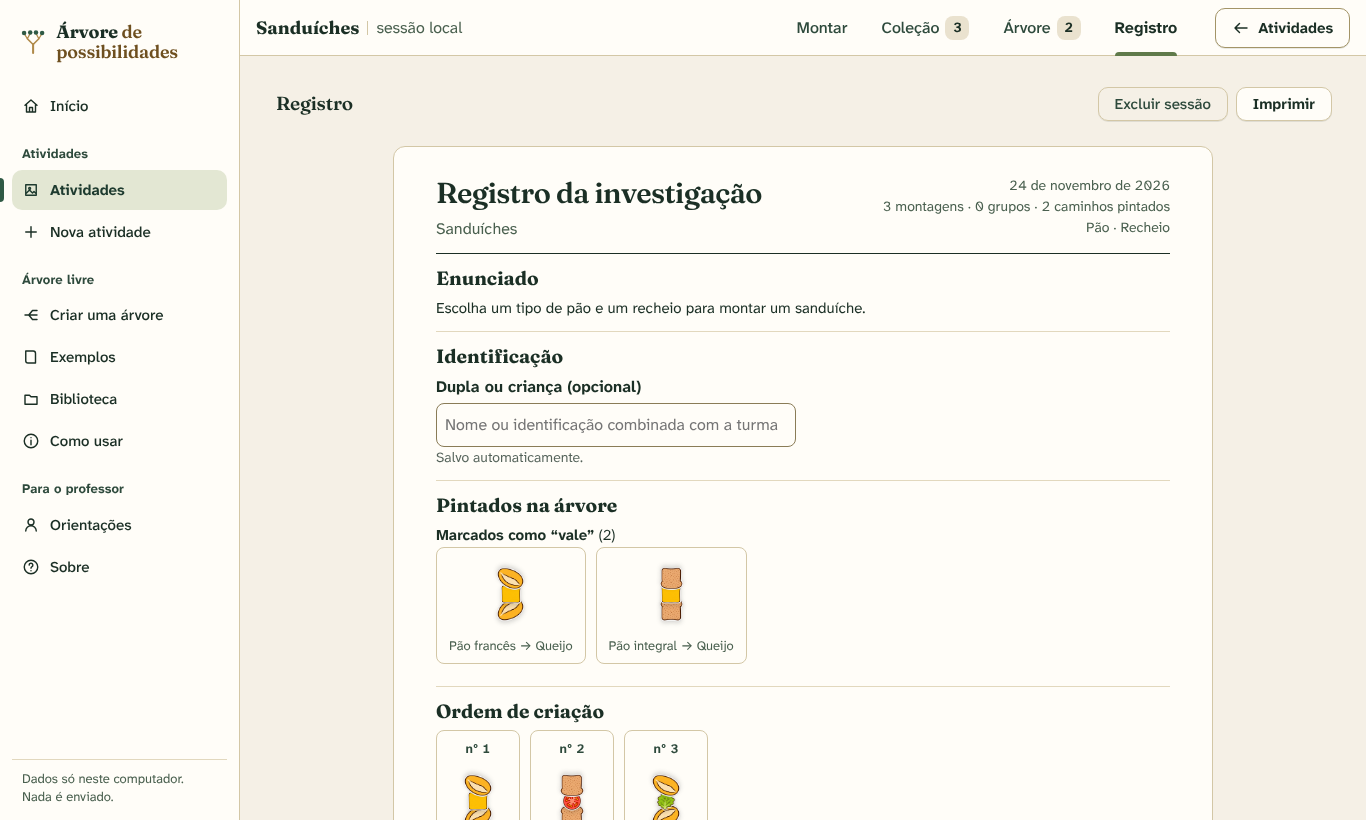 Árvore de
possibilidades
Início
Atividades
Atividades
Nova atividade
Árvore livre
Criar uma árvore
Exemplos
Biblioteca
Como usar
Para o professor
Orientações
Sobre
Dados só neste computador.
Nada é enviado.
Sanduíches sessão local
Montar Coleção 3 Árvore 2 Registro ← Atividades
Registro
Excluir sessão Imprimir
Registro da investigação
Sanduíches
24 de novembro de 2026
3 montagens · 0 grupos · 2 caminhos pintados
Pão · Recheio
Enunciado
Escolha um tipo de pão e um recheio para montar um sanduíche.
Identificação
Dupla ou criança (opcional)
Nome ou identificação combinada com a turma
Salvo automaticamente.
Pintados na árvore
Marcados como “vale” (2)
Pão francês → Queijo
Pão integral → Queijo
Ordem de criação
n° 1
n° 2
n° 3